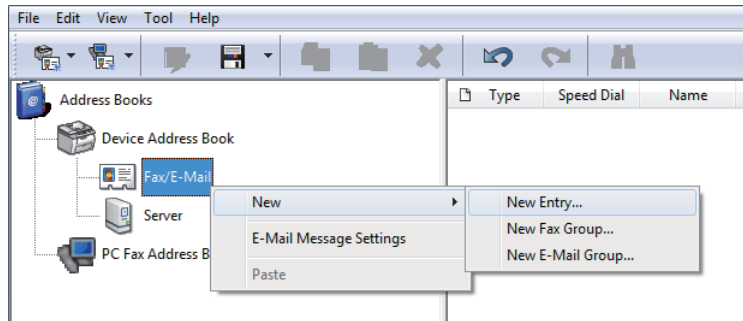 File Edit View Tool Help
Address Books
Type Speed Dial Name
Device Address Book
Fax/E-Mail
New
New Entry...
Server
New Fax Group...
E-Mail Message Settings
PC Fax Address B
New E-Mail Group...
Paste